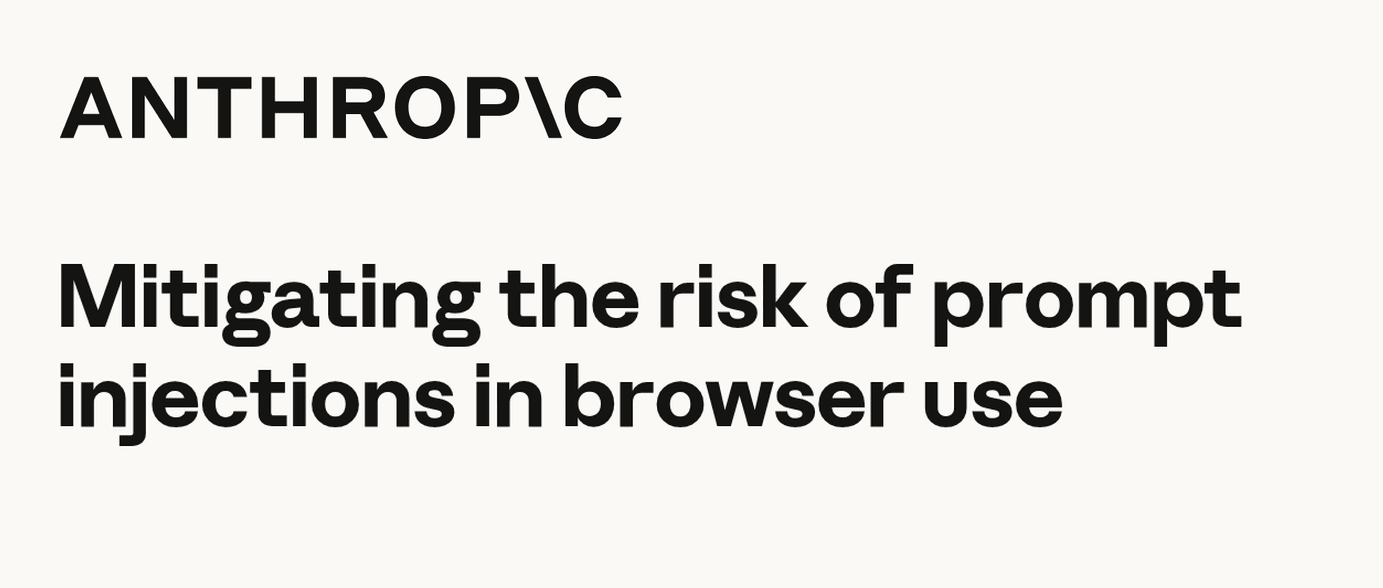 ANTHROP\C
Mitigating the risk of prompt
injections in browser use